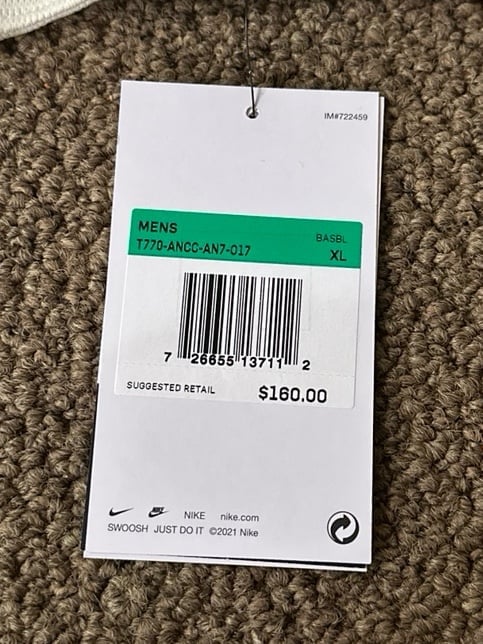 IM#722459
MENS
T770-ANCC-AN7-017
BASBL
XL
7 26655 13711 2
SUGGESTED RETAIL $160.00
NIKE nike.com
SWOOSH JUST DO IT ©2021 Nike